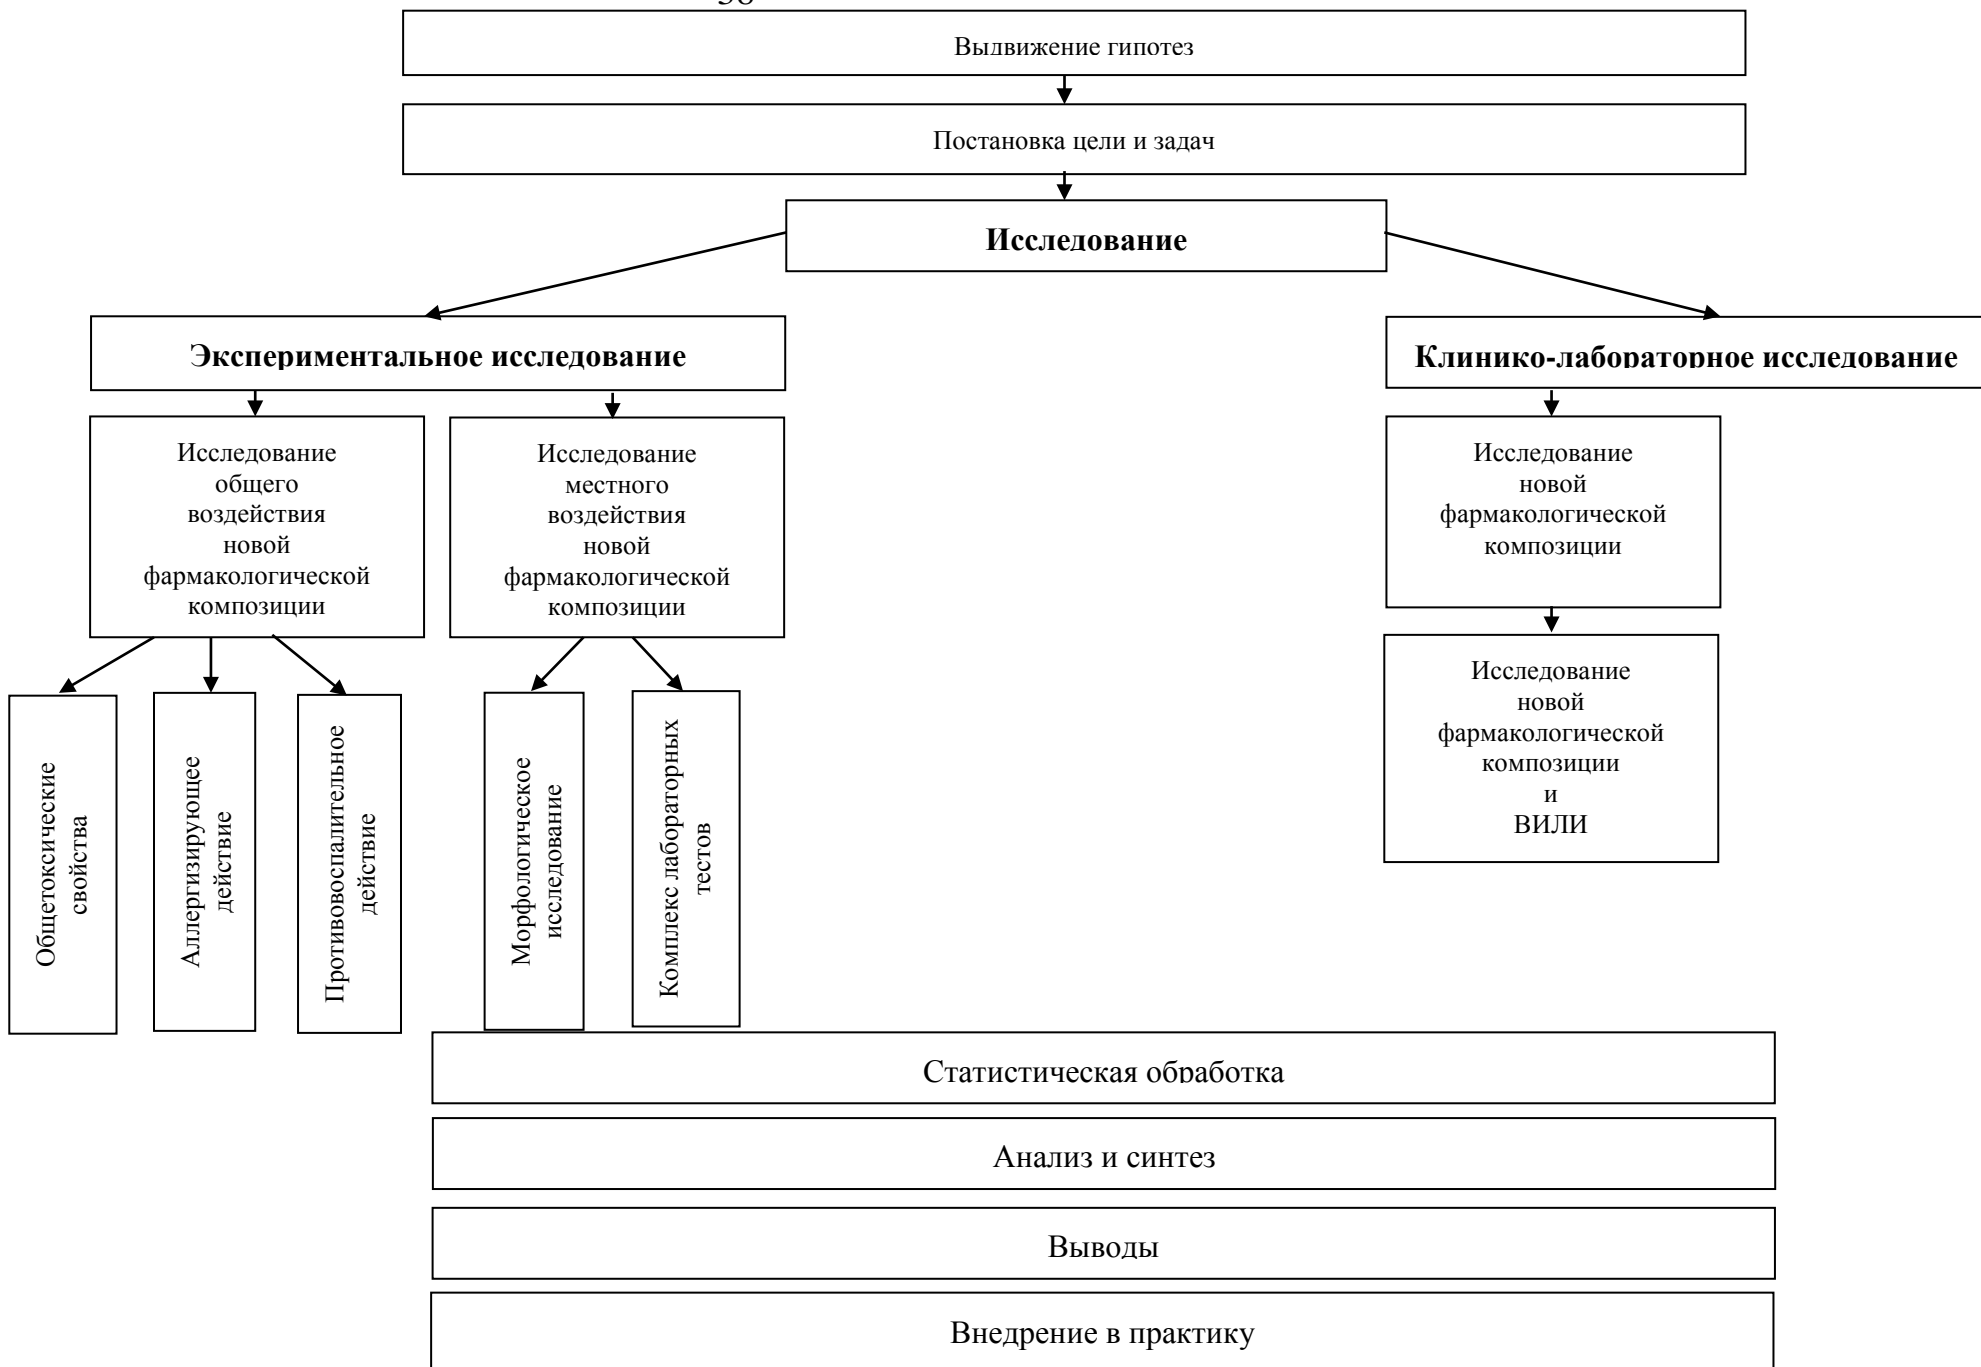 Выдвижение гипотез
Постановка цели и задач
Исследование
Экспериментальное исследование
Клинико-лабораторное исследование
Исследование
общего
воздействия
новой
фармакологической
композиции
Исследование
местного
воздействия
новой
фармакологической
композиции
Исследование
новой
фармакологической
композиции
Исследование
новой
фармакологической
композиции
и
ВИЛИ
Общетоксические
свойства
Аллергизирующее
действие
Противовоспалительное
действие
Морфологическое
исследование
Комплекс лабораторных
тестов
Статистическая обработка
Анализ и синтез
Выводы
Внедрение в практику